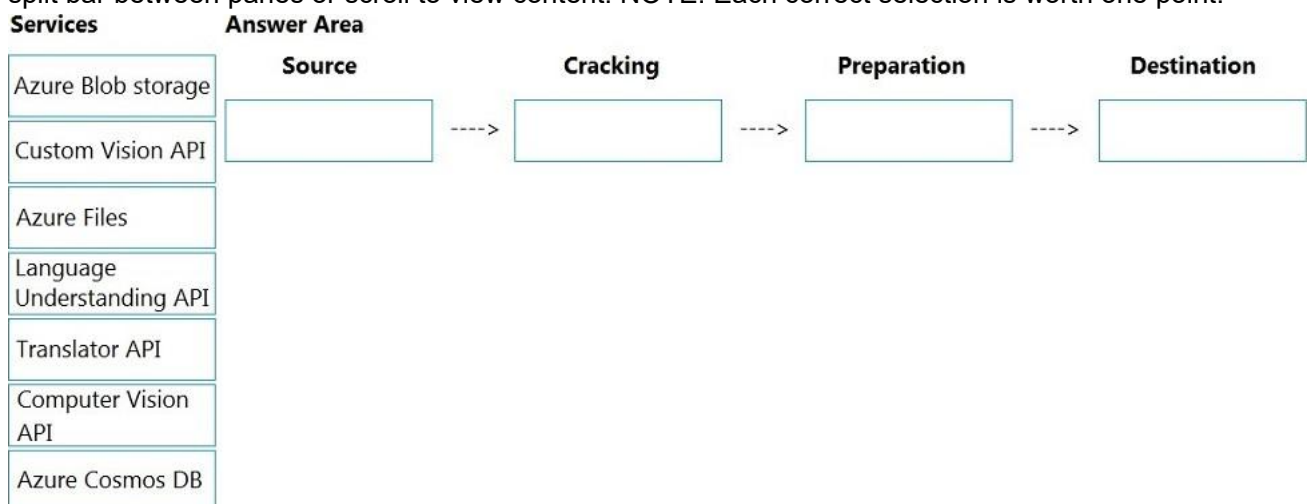 split bar between panes or scroll to view content. NOTE: Each correct selection is worth one point.
Services Answer Area
Source Cracking Preparation Destination
Azure Blob storage
----> ----> ---->
Custom Vision API
Azure Files
Language
Understanding API
Translator API
Computer Vision
API
Azure Cosmos DB